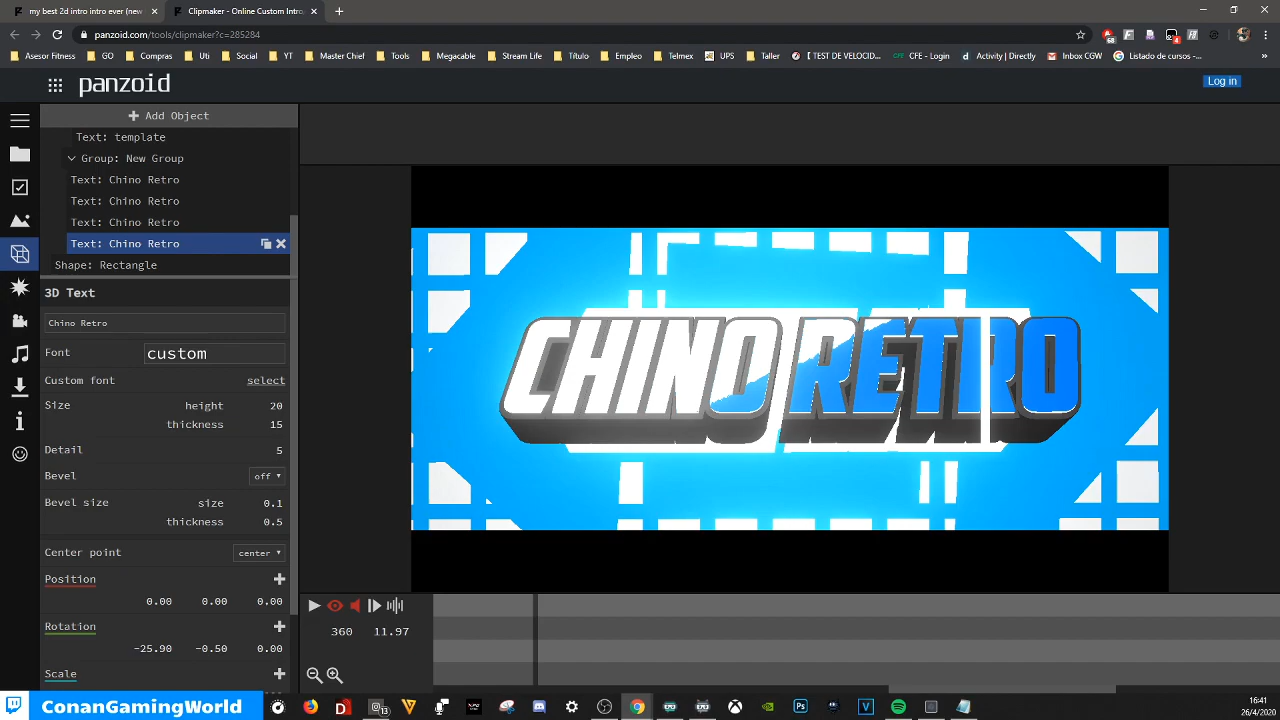 my best 2d intro intro ever (new
Clipmaker - Online Custom Intro
panzoid.com/tools/clipmaker?c=285284
Asesor Fitness
GO
Compras
Uti
Social
YT
Master Chief
Tools
Megacable
Stream Life
Título
Empleo
Telmex
UPS
Taller
[ TEST DE VELOCID...
CFE - Login
Activity | Directly
Inbox CGW
Listado de cursos -...
panzoid
Log in
Add Object
Text: template
Group: New Group
Text: Chino Retro
Text: Chino Retro
Text: Chino Retro
Text: Chino Retro
Shape: Rectangle
3D Text
Chino Retro
Font custom
Custom font select
Size height 20
thickness 15
Detail 5
Bevel off
Bevel size size 0.1
thickness 0.5
Center point center
Position
0.00 0.00 0.00
Rotation
-25.90 -0.50 0.00
Scale
CHINO RETRO
360 11.97
ConanGamingWorld
16:41
26/4/2020